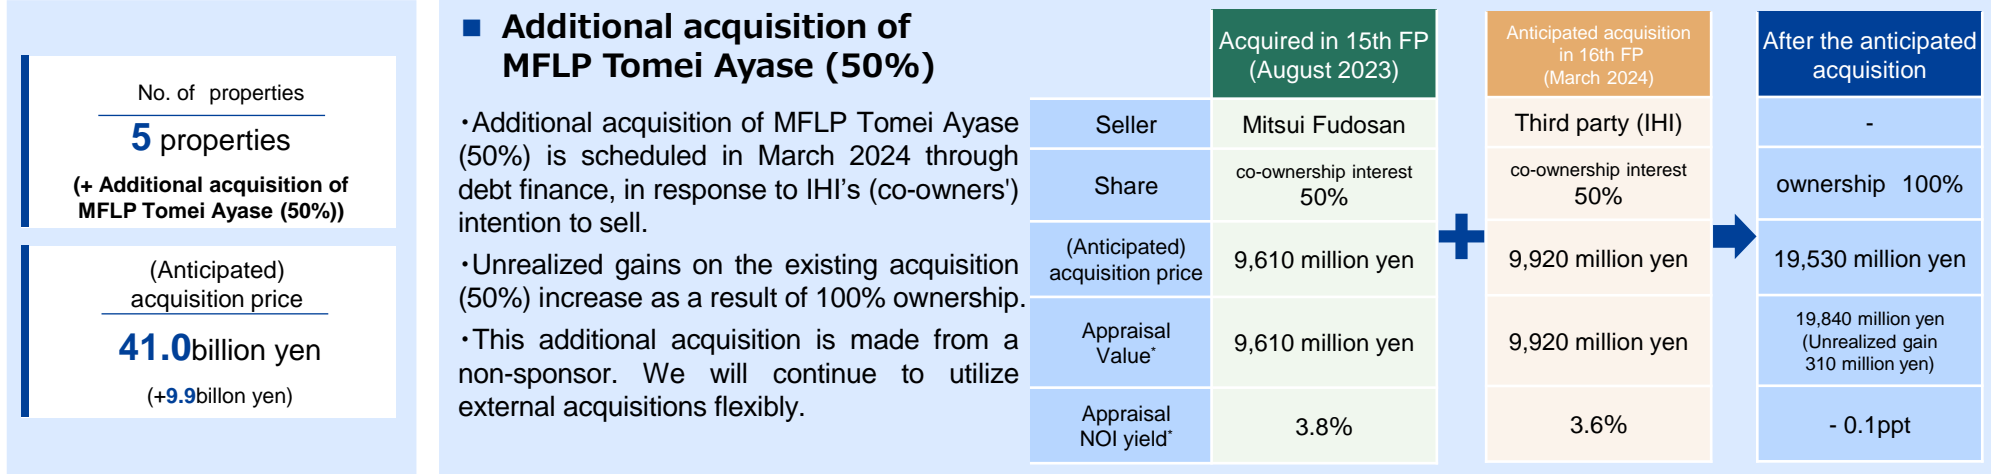 No. of properties
5 properties
(+ Additional acquisition of
MFLP Tomei Ayase (50%))
(Anticipated)
acquisition price
41.0billion yen
(+9.9billon yen)
■ Additional acquisition of
MFLP Tomei Ayase (50%)
・Additional acquisition of MFLP Tomei Ayase
(50%) is scheduled in March 2024 through
debt finance, in response to IHI’s (co-owners')
intention to sell.
・Unrealized gains on the existing acquisition
(50%) increase as a result of 100% ownership.
・This additional acquisition is made from a
non-sponsor. We will continue to utilize
external acquisitions flexibly.
Acquired in 15th FP
(August 2023)
Anticipated acquisition
in 16th FP
(March 2024)
After the anticipated
acquisition
Seller
Mitsui Fudosan
Third party (IHI)
-
Share
co-ownership interest
50%
co-ownership interest
50%
ownership 100%
(Anticipated)
acquisition price
9,610 million yen
9,920 million yen
19,530 million yen
Appraisal
Value*
9,610 million yen
9,920 million yen
19,840 million yen
(Unrealized gain
310 million yen)
Appraisal
NOI yield*
3.8%
3.6%
- 0.1ppt